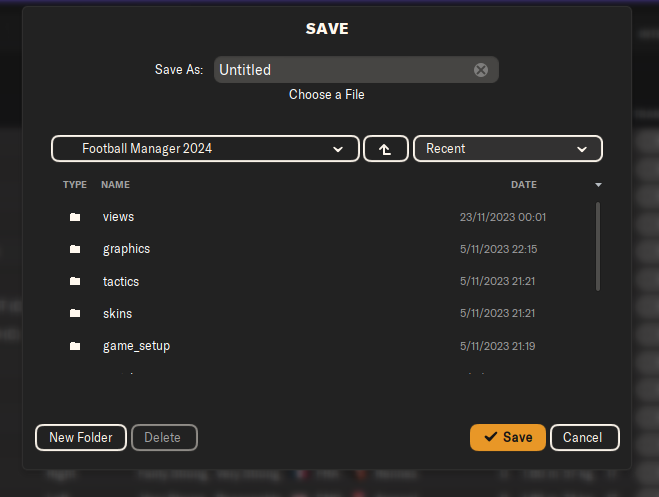 SAVE
Save As: Untitled
Choose a File
Football Manager 2024 Recent
TYPE NAME DATE
views 23/11/2023 00:01
graphics 5/11/2023 22:15
tactics 5/11/2023 21:21
skins 5/11/2023 21:21
game_setup 5/11/2023 21:19
New Folder Delete Save Cancel